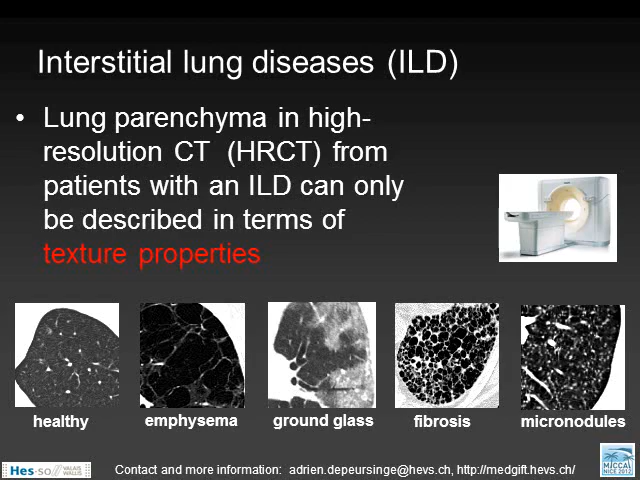 Interstitial lung diseases (ILD)
• Lung parenchyma in high-
resolution CT (HRCT) from
patients with an ILD can only
be described in terms of
texture properties
healthy
emphysema
ground glass
fibrosis
micronodules
Hes·so VALAIS
WALLIS
Contact and more information: adrien.depeursinge@hevs.ch, http://medgift.hevs.ch/
MICCAI
NICE 2012